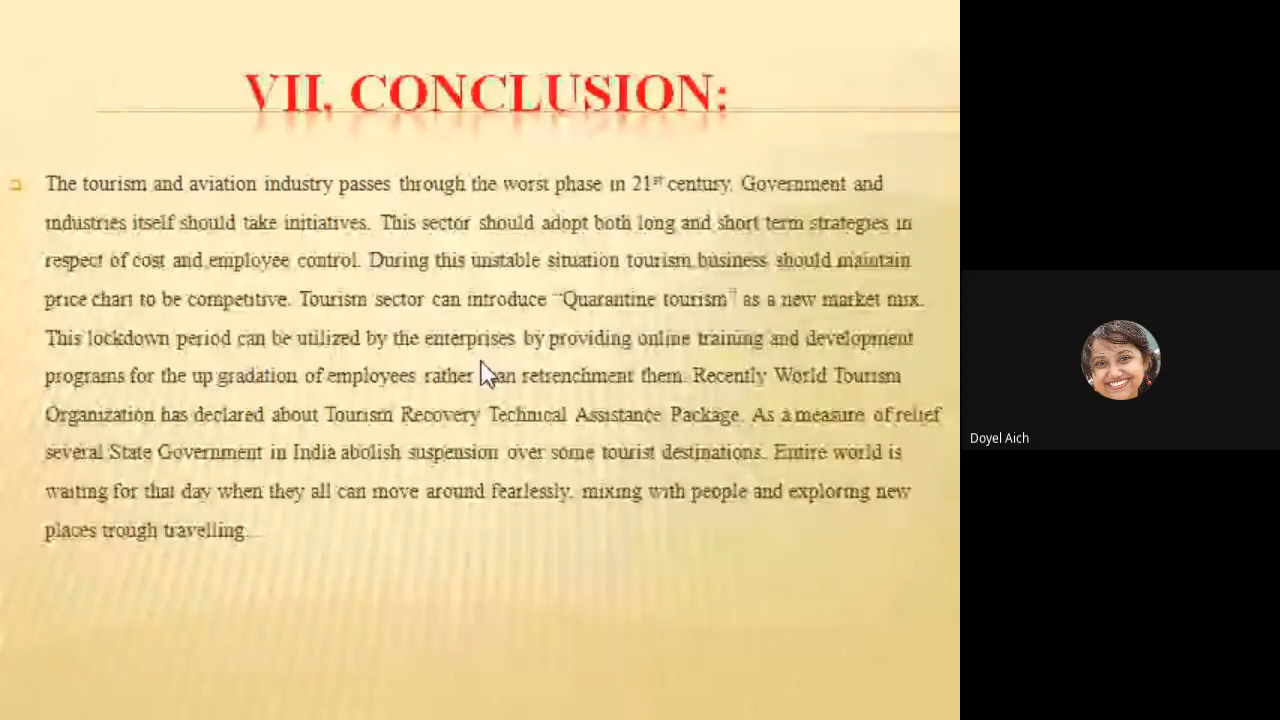 VII. CONCLUSION:
The tourism and aviation industry passes through the worst phase in 21st century. Government and
industries itself should take initiatives. This sector should adopt both long and short term strategies in
respect of cost and employee control. During this unstable situation tourism business should maintain
price chart to be competitive. Tourism sector can introduce "Quarantine tourism" as a new market mix.
This lockdown period can be utilized by the enterprises by providing online training and development
programs for the up gradation of employees rather an retrenchment them. Recently World Tourism
Organization has declared about Tourism Recovery Technical Assistance Package. As a measure of relief
several State Government in India abolish suspension over some tourist destinations. Entire world is
waiting for that day when they all can move around fearlessly, mixing with people and exploring new
places trough travelling...
Doyel Aich